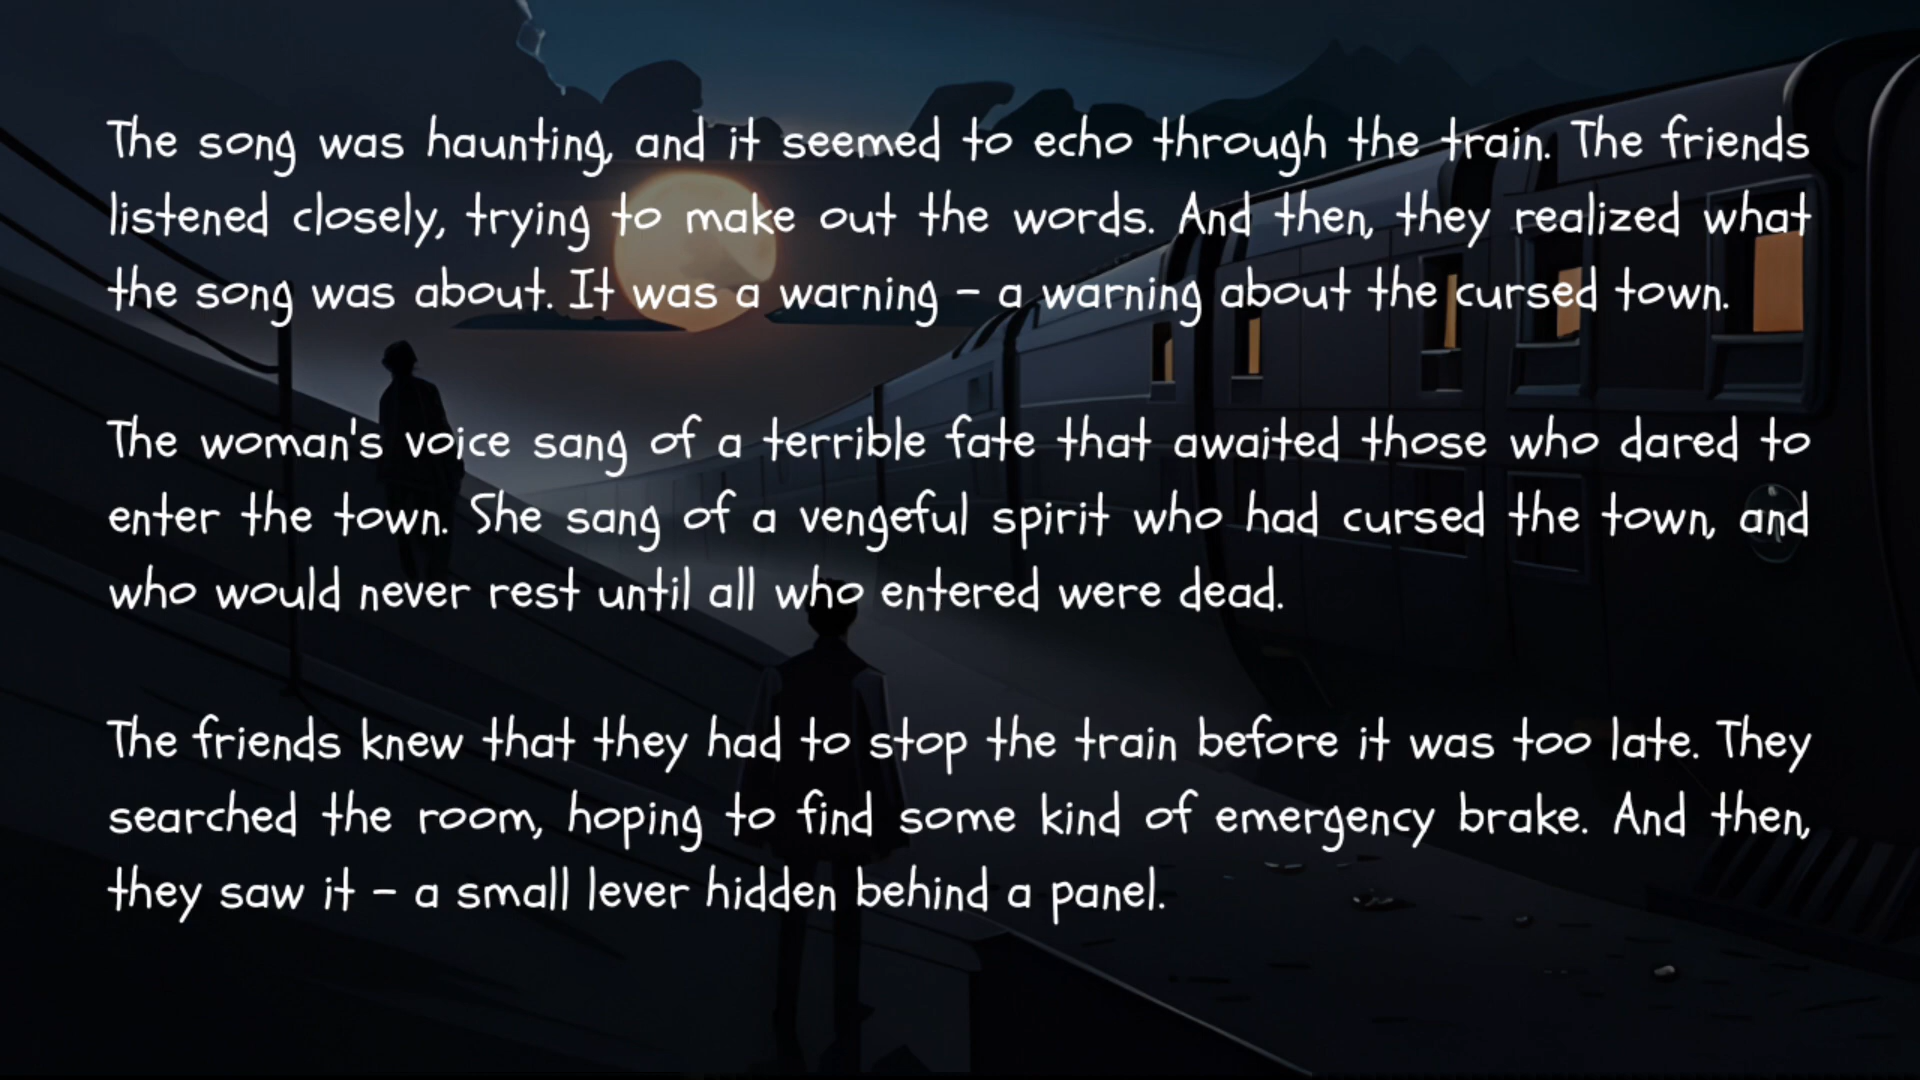 The song was haunting, and it seemed to echo through the train. The friends
listened closely, trying to make out the words. And then, they realized what
the song was about. It was a warning – a warning about the cursed town.
The woman's voice sang of a terrible fate that awaited those who dared to
enter the town. She sang of a vengeful spirit who had cursed the town, and
who would never rest until all who entered were dead.
The friends knew that they had to stop the train before it was too late. They
searched the room, hoping to find some kind of emergency brake. And then,
they saw it – a small lever hidden behind a panel.